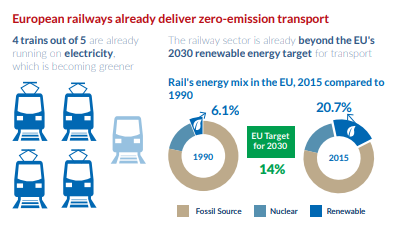 European railways already deliver zero-emission transport
4 trains out of 5 are already
running on electricity,
which is becoming greener
The railway sector is already beyond the EU's
2030 renewable energy target for transport
Rail's energy mix in the EU, 2015 compared to
1990
6.1%
1990
EU Target
for 2030
14%
20.7%
2015
Fossil Source
Nuclear
Renewable